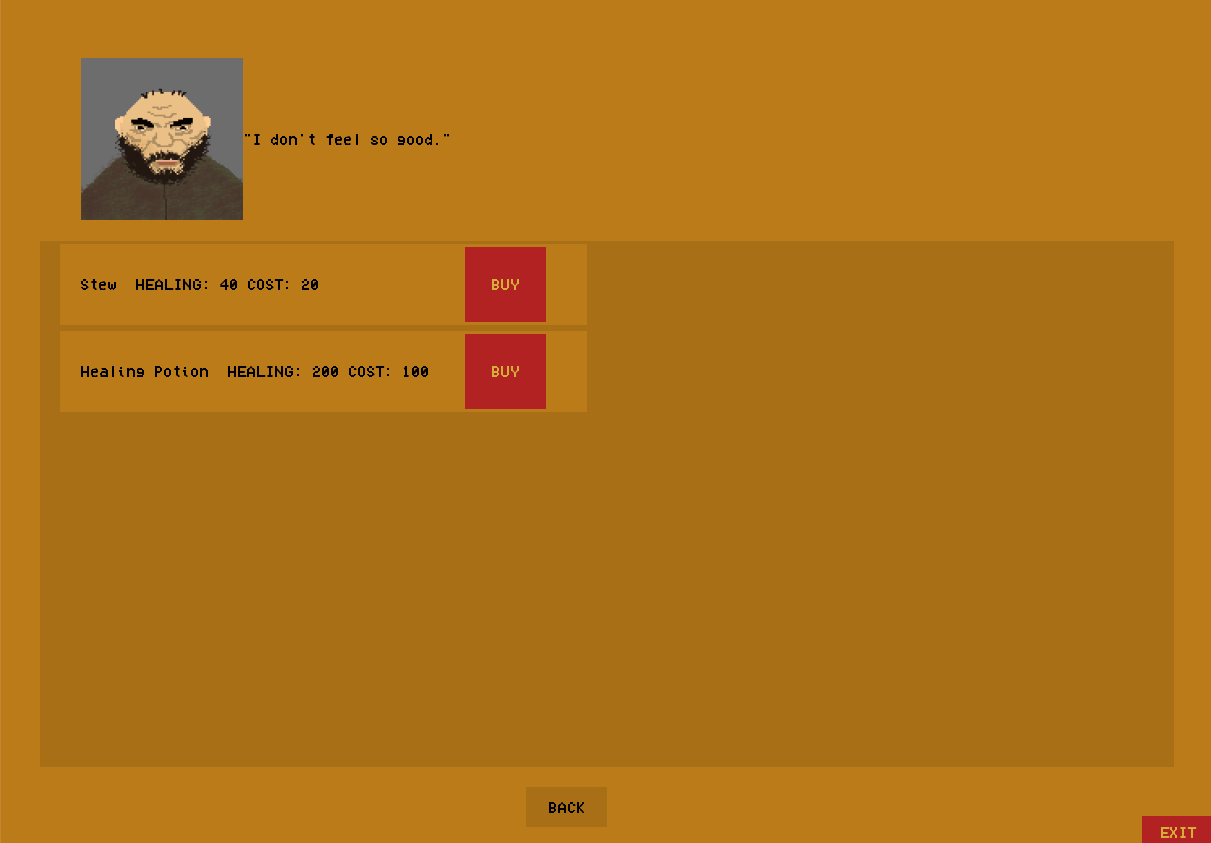 "I don't feel so good."
Stew  HEALING: 40 COST: 20
BUY
Healing Potion  HEALING: 200 COST: 100
BUY
BACK
EXIT